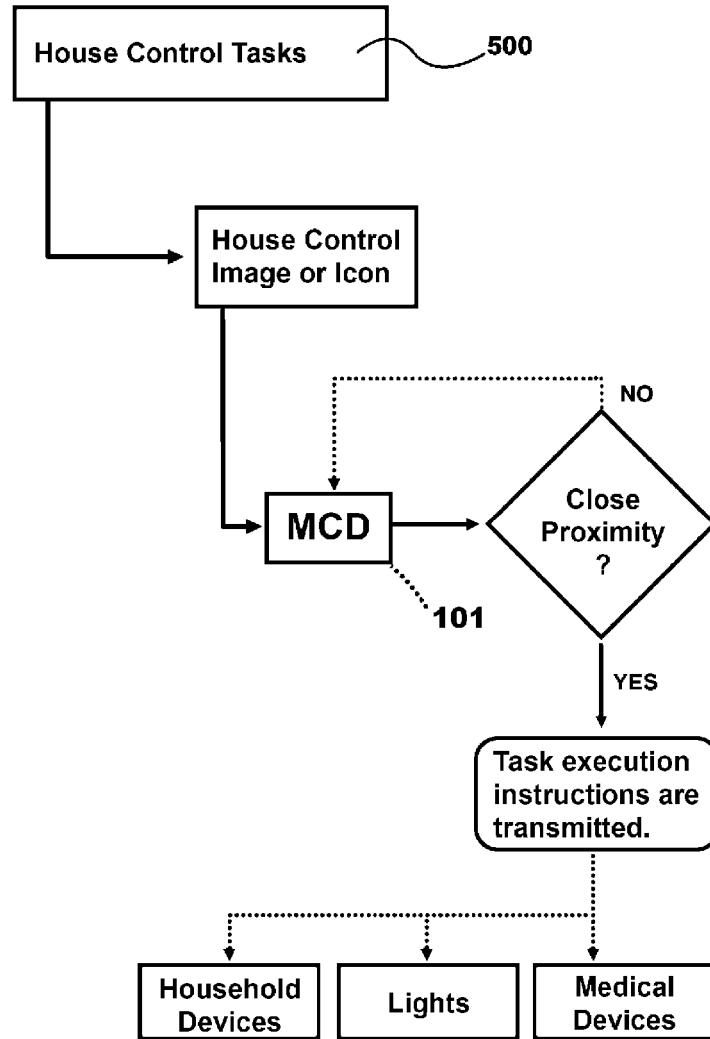 House Control Tasks
500
House Control
Image or Icon
NO
MCD
Close
Proximity
?
101
YES
Task execution
instructions are
transmitted.
Household
Devices
Lights
Medical
Devices